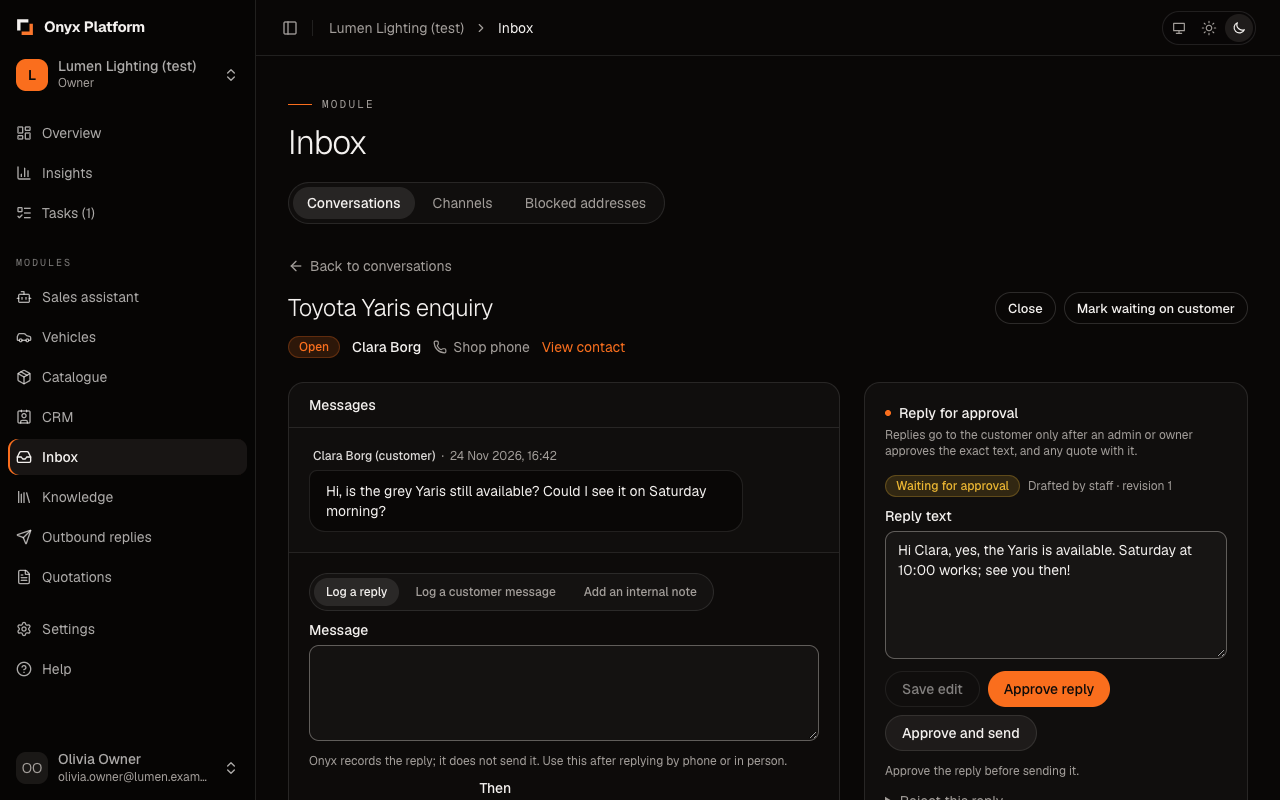 Onyx Platform
L
Lumen Lighting (test)
Owner
Overview
Insights
Tasks (1)
MODULES
Sales assistant
Vehicles
Catalogue
CRM
Inbox
Knowledge
Outbound replies
Quotations
Settings
Help
OO
Olivia Owner
olivia.owner@lumen.exam…
Lumen Lighting (test)
Inbox
MODULE
Inbox
Conversations
Channels
Blocked addresses
Back to conversations
Toyota Yaris enquiry
Close
Mark waiting on customer
Open
Clara Borg
Shop phone
View contact
Messages
Clara Borg (customer) · 24 Nov 2026, 16:42
Hi, is the grey Yaris still available? Could I see it on Saturday
morning?
Log a reply
Log a customer message
Add an internal note
Message
Onyx records the reply; it does not send it. Use this after replying by phone or in person.
Then
Reply for approval
Replies go to the customer only after an admin or owner
approves the exact text, and any quote with it.
Waiting for approval
Drafted by staff · revision 1
Reply text
Hi Clara, yes, the Yaris is available. Saturday at
10:00 works; see you then!
Save edit
Approve reply
Approve and send
Approve the reply before sending it.
Reject this reply